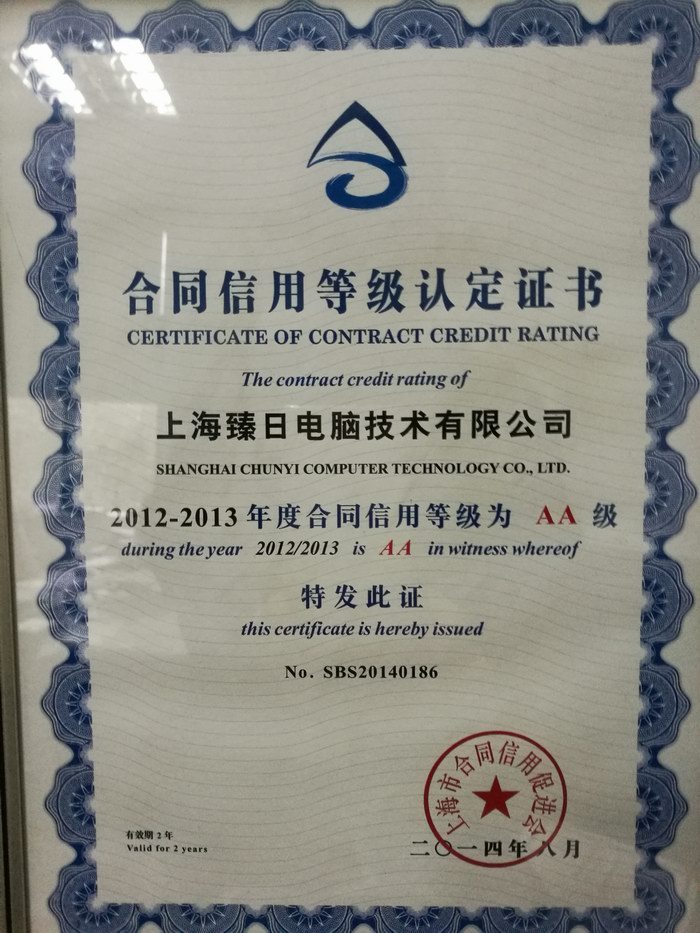 合同信用等级认定证书
CERTIFICATE OF CONTRACT CREDIT RATING
The contract credit rating of
上海臻日电脑技术有限公司
SHANGHAI CHUNYI COMPUTER TECHNOLOGY CO., LTD.
2012-2013 年度合同信用等级为 AA 级
during the year 2012/2013 is AA in witness whereof
特发此证
this certificate is hereby issued
No. SBS20140186
上海市合同信用促进会
有效期 2 年
Valid for 2 years
二〇一四年八月